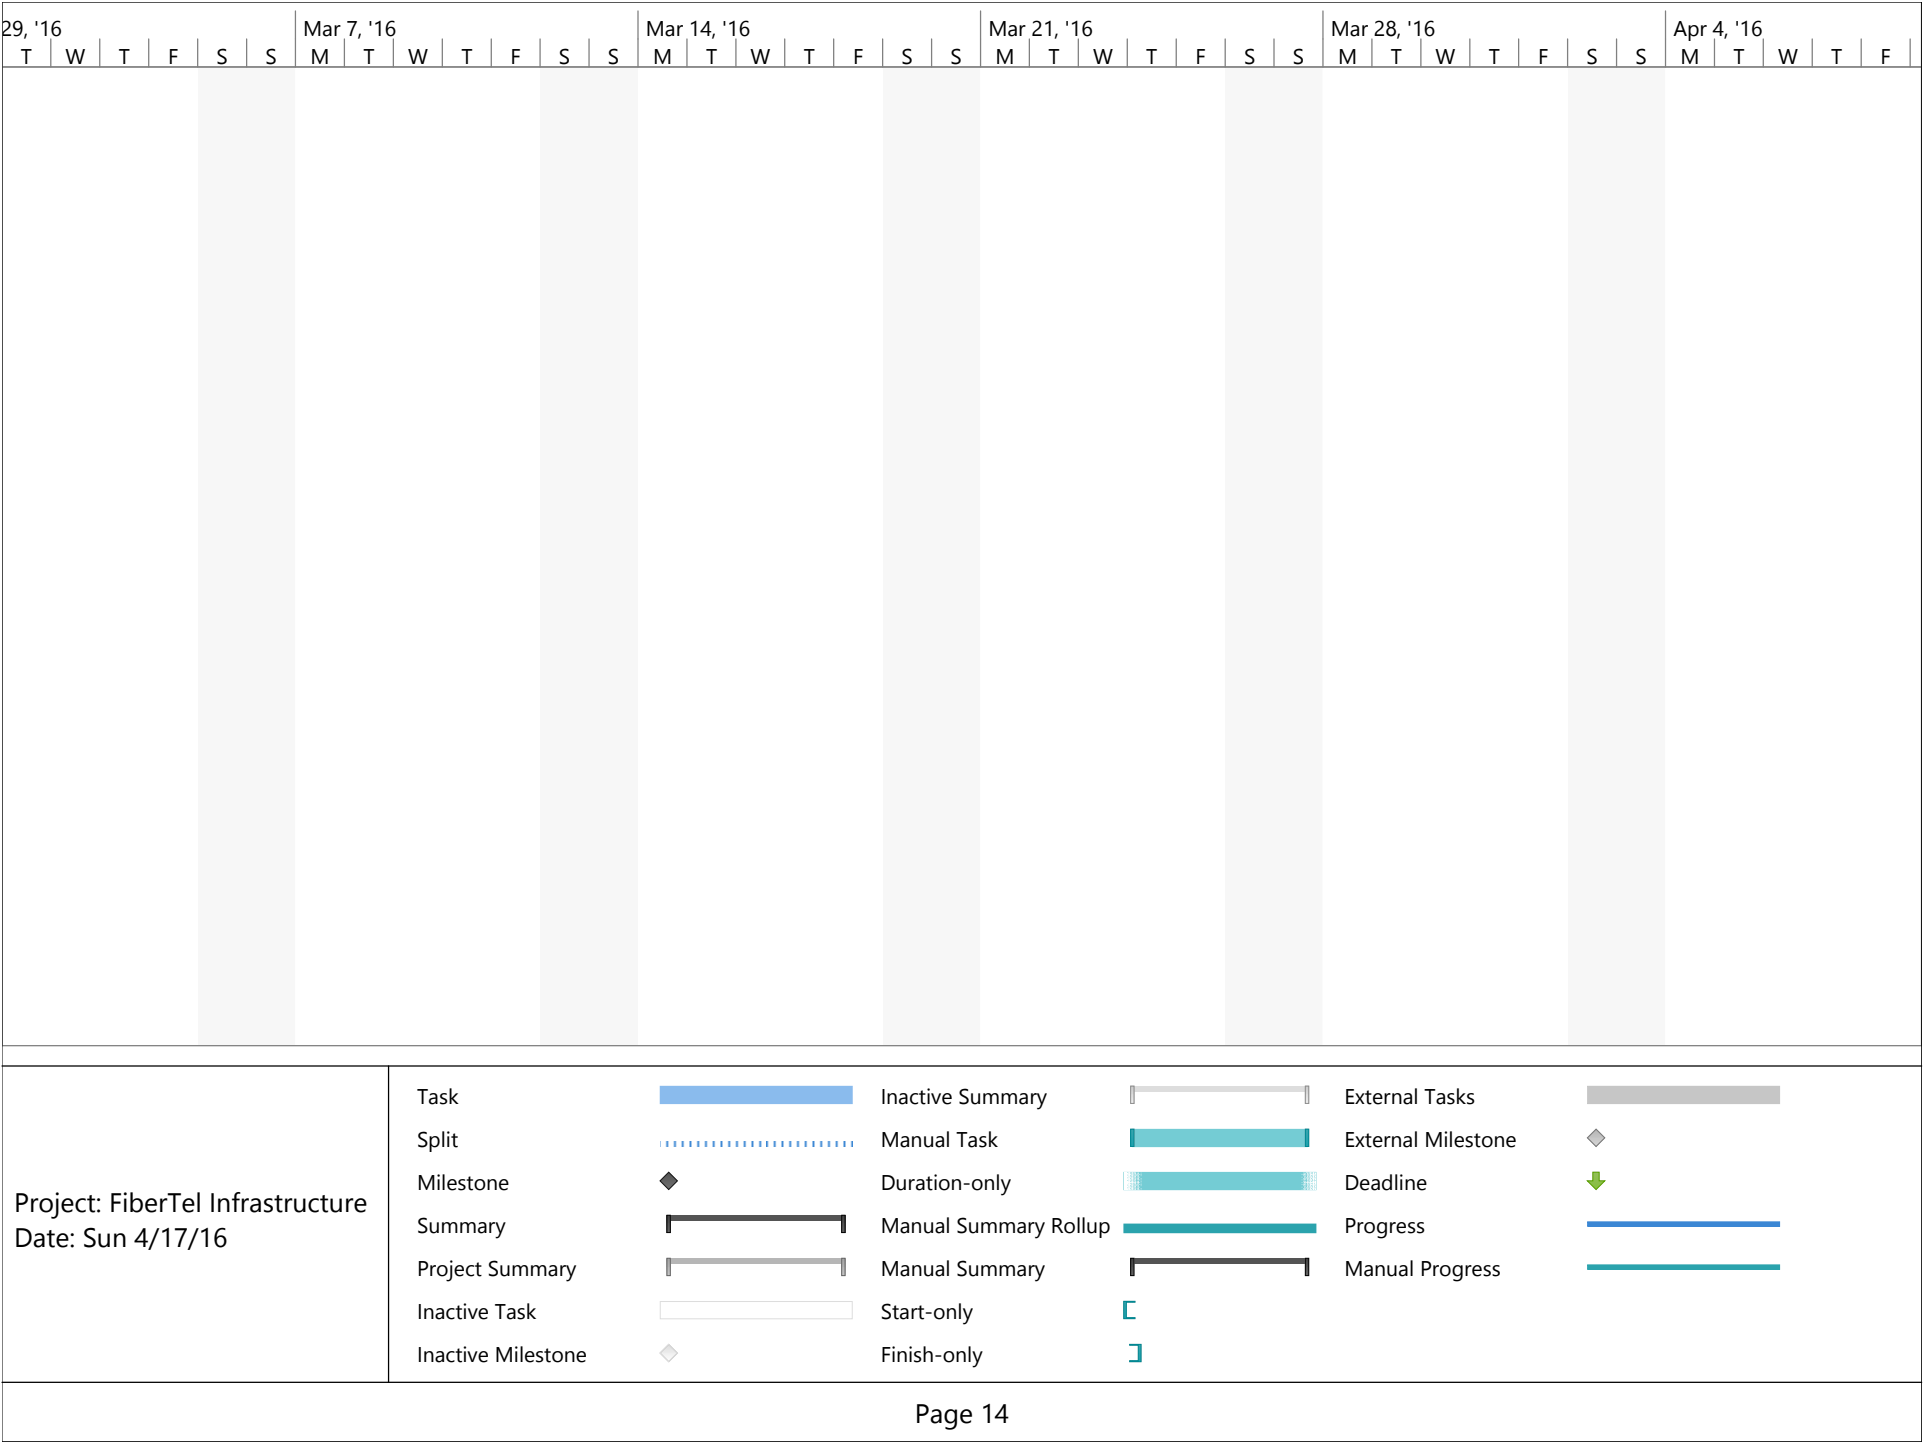 29, '16 Mar 7, '16 Mar 14, '16 Mar 21, '16 Mar 28, '16 Apr 4, '16
T W T F S S M T W T F S S M T W T F S S M T W T F S S M T W T F S S M T W T F
Task
Split
Milestone
Summary
Project Summary
Inactive Task
Inactive Milestone
Inactive Summary
Manual Task
Duration-only
Manual Summary Rollup
Manual Summary
Start-only
Finish-only
External Tasks
External Milestone
Deadline
Progress
Manual Progress
Project: FiberTel Infrastructure
Date: Sun 4/17/16
Page 14